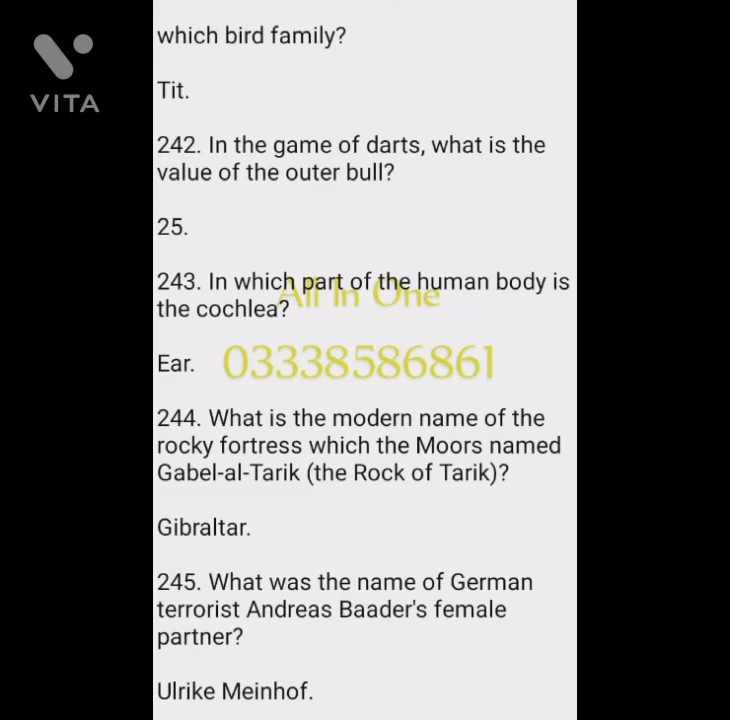 VITA
which bird family?
Tit.
242. In the game of darts, what is the
value of the outer bull?
25.
243. In which part of the human body is
the cochlea?
All In One
Ear.
03338586861
244. What is the modern name of the
rocky fortress which the Moors named
Gabel-al-Tarik (the Rock of Tarik)?
Gibraltar.
245. What was the name of German
terrorist Andreas Baader's female
partner?
Ulrike Meinhof.